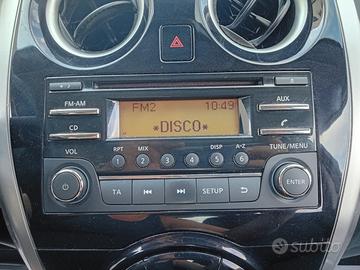 FM-AM
FM2 10:49
AUX
CD
*DISCO*
VOL
RPT MIX DISP A-Z
TUNE/MENU
1 2 3 4 5 6
ENTER
TA SETUP
subito